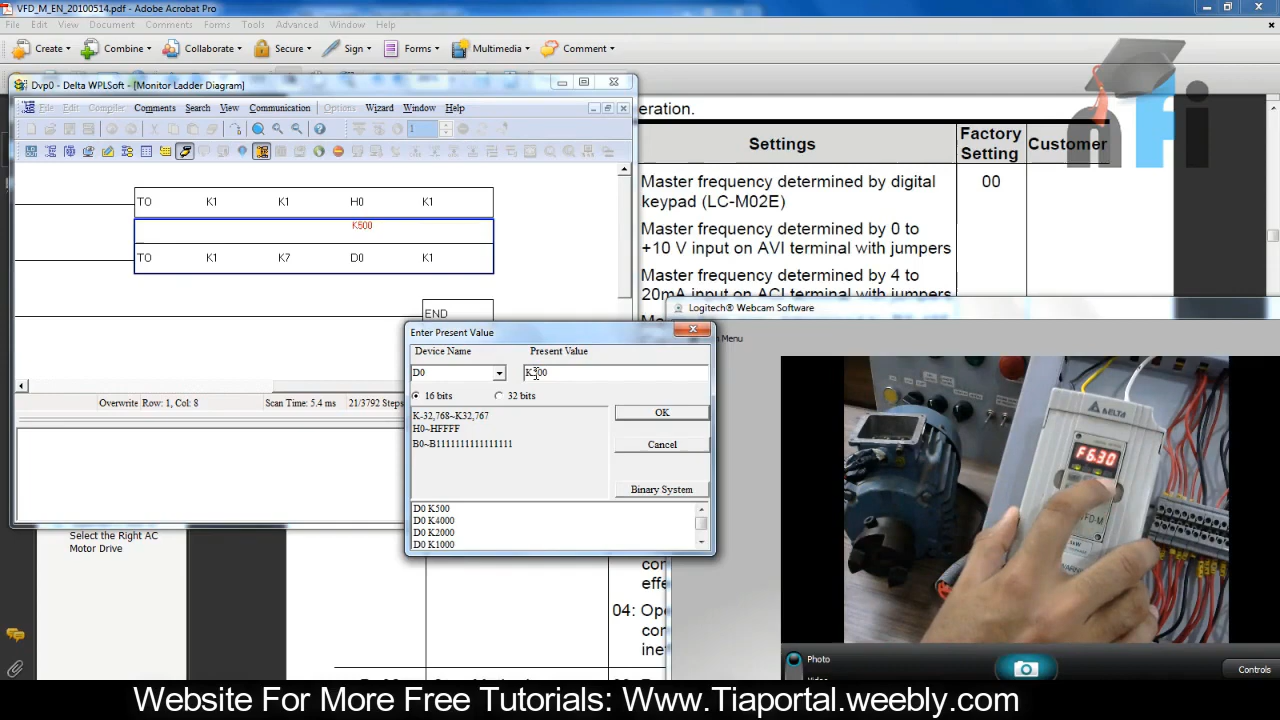 VFD_M_EN_20100514.pdf - Adobe Acrobat Pro
File Edit View Document Comments Forms Tools Advanced Window Help
Create Combine Collaborate Secure Sign Forms Multimedia Comment
nfi
Dvp0 - Delta WPLSoft - [Monitor Ladder Diagram]
File Edit Compiler Comments Search View Communication Options Wizard Window Help
1
eration.
Settings
Factory Setting
Customer
Master frequency determined by digital
keypad (LC-M02E)
00
Master frequency determined by 0 to
+10 V input on AVI terminal with jumpers
Master frequency determined by 4 to
20mA input on ACI terminal with jumpers
TO K1 K1 H0 K1
K500
TO K1 K7 D0 K1
END
Overwrite Row: 1, Col: 8 Scan Time: 5.4 ms 21/3792 Steps
Enter Present Value
Device Name Present Value
D0
16 bits 32 bits
K-32,768~K32,767
H0~HFFFF
B0~B1111111111111111
OK
Cancel
Binary System
D0 K500
D0 K4000
D0 K2000
D0 K1000
Logitech® Webcam Software
Menu
DELTA
F6.30
VFD-M
Select the Right AC
Motor Drive
effe
04: Ope
Photo
Controls
Website For More Free Tutorials: Www.Tiaportal.weebly.com